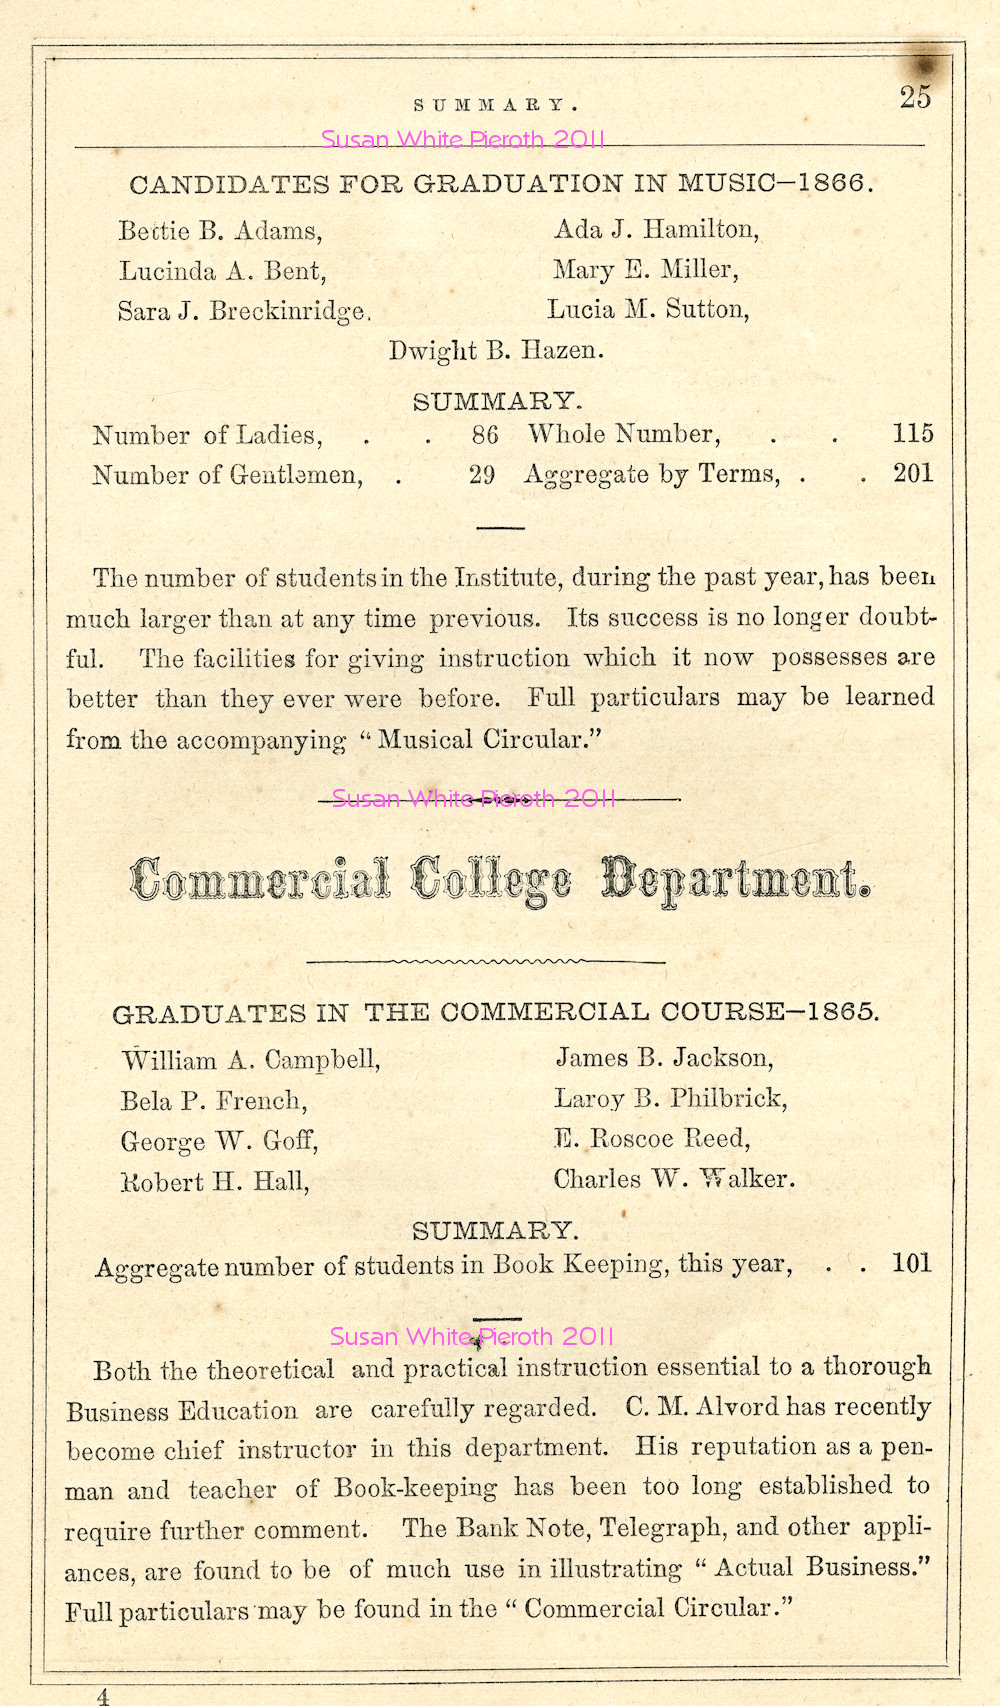 SUMMARY. 25
Susan White Pieroth 2011
CANDIDATES FOR GRADUATION IN MUSIC—1866.
Bettie B. Adams, Ada J. Hamilton,
Lucinda A. Bent, Mary E. Miller,
Sara J. Breckinridge. Lucia M. Sutton,
Dwight B. Hazen.
SUMMARY.
Number of Ladies, . . 86 Whole Number, . . 115
Number of Gentlemen, . 29 Aggregate by Terms, . . 201
The number of students in the Institute, during the past year, has been
much larger than at any time previous. Its success is no longer doubt-
ful. The facilities for giving instruction which it now possesses are
better than they ever were before. Full particulars may be learned
from the accompanying “Musical Circular.”
Susan White Pieroth 2011
Commercial College Department.
GRADUATES IN THE COMMERCIAL COURSE—1865.
William A. Campbell, James B. Jackson,
Bela P. French, Laroy B. Philbrick,
George W. Goff, E. Roscoe Reed,
Robert H. Hall, Charles W. Walker.
SUMMARY.
Aggregate number of students in Book Keeping, this year, . . 101
Susan White Pieroth 2011
Both the theoretical and practical instruction essential to a thorough
Business Education are carefully regarded. C. M. Alvord has recently
become chief instructor in this department. His reputation as a pen-
man and teacher of Book-keeping has been too long established to
require further comment. The Bank Note, Telegraph, and other appli-
ances, are found to be of much use in illustrating “Actual Business.”
Full particulars may be found in the “Commercial Circular.”
4